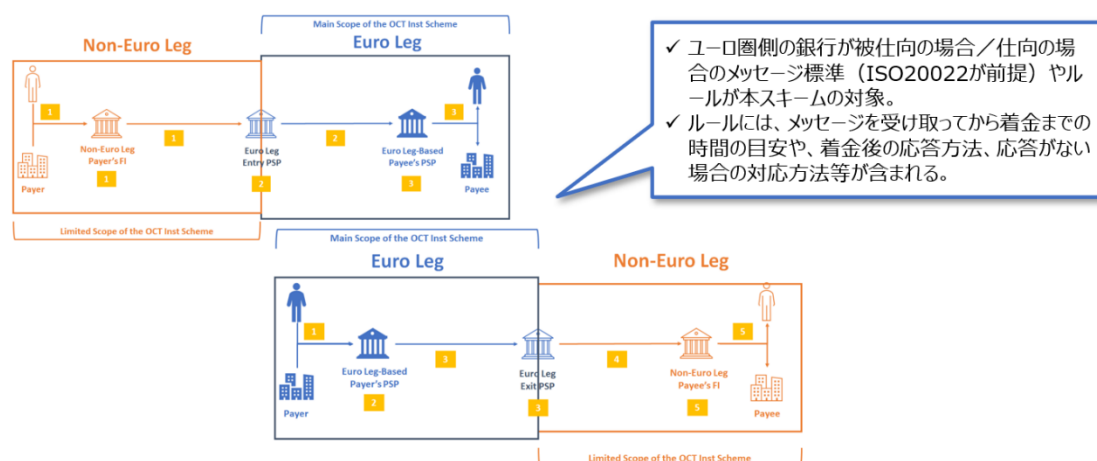 Main Scope of the OCT Inst Scheme
Non-Euro Leg
Euro Leg
1
1
2
3
Non-Euro Leg
Payer's FI
Euro Leg
Entry PSP
Euro Leg-Based
Payee's PSP
1
2
3
Payer
Payee
Limited Scope of the OCT Inst Scheme
✓ ユーロ圏側の銀行が被仕向の場合／仕向の場
合のメッセージ標準（ISO20022が前提）やル
ールが本スキームの対象。
✓ ルールには、メッセージを受け取ってから着金までの
時間の目安や、着金後の応答方法、応答がない
場合の対応方法等が含まれる。
Main Scope of the OCT Inst Scheme
Euro Leg
Non-Euro Leg
1
3
4
5
Euro Leg-Based
Payer's PSP
Euro Leg
Exit PSP
Non-Euro Leg
Payee's FI
2
3
5
Payer
Payee
Limited Scope of the OCT Inst Scheme